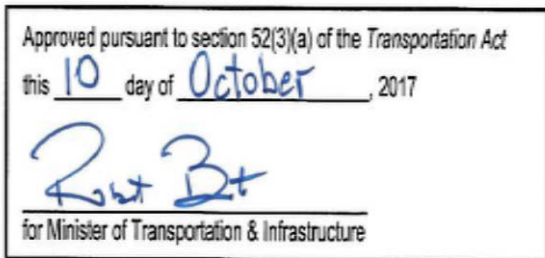 Approved pursuant to section 52(3)(a) of the Transportation Act
this 10 day of October, 2017
for Minister of Transportation & Infrastructure